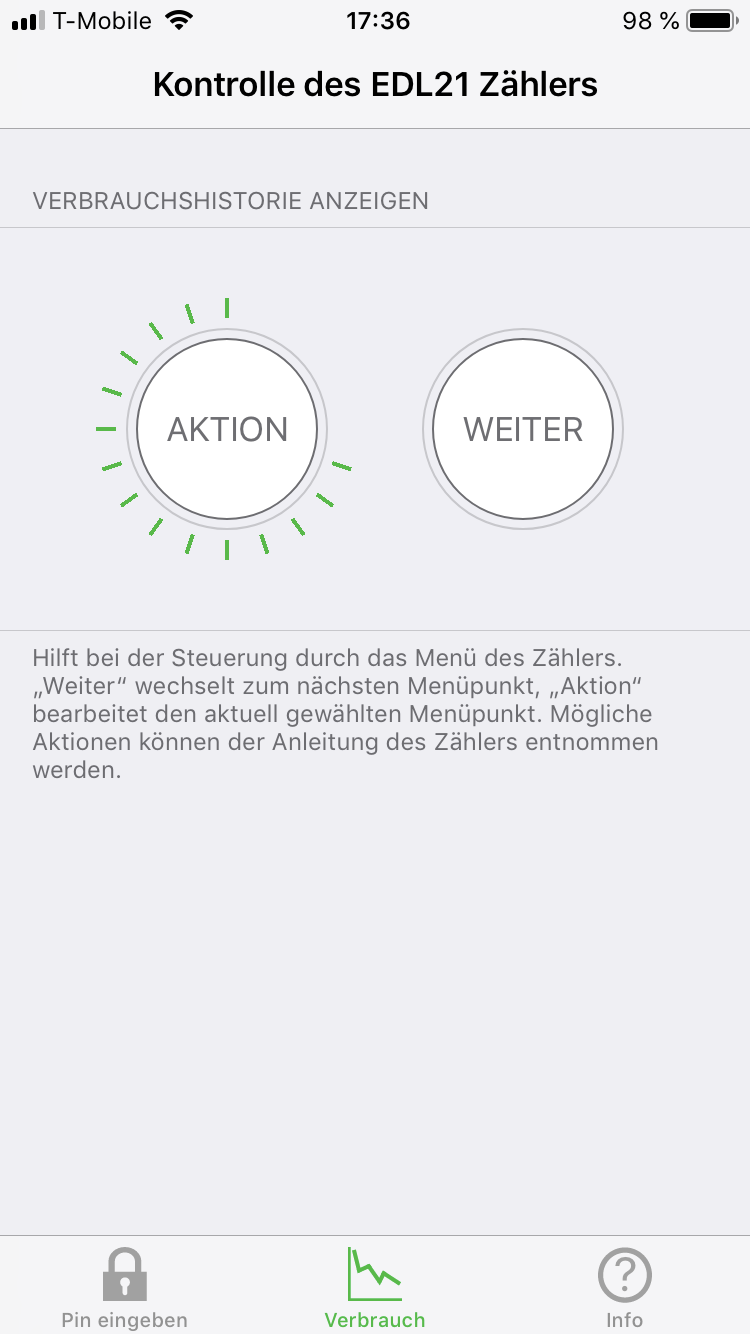 T-Mobile 17:36 98 %
Kontrolle des EDL21 Zählers
VERBRAUCHSHISTORIE ANZEIGEN
AKTION WEITER
Hilft bei der Steuerung durch das Menü des Zählers.
„Weiter“ wechselt zum nächsten Menüpunkt, „Aktion“
bearbeitet den aktuell gewählten Menüpunkt. Mögliche
Aktionen können der Anleitung des Zählers entnommen
werden.
Pin eingeben Verbrauch Info